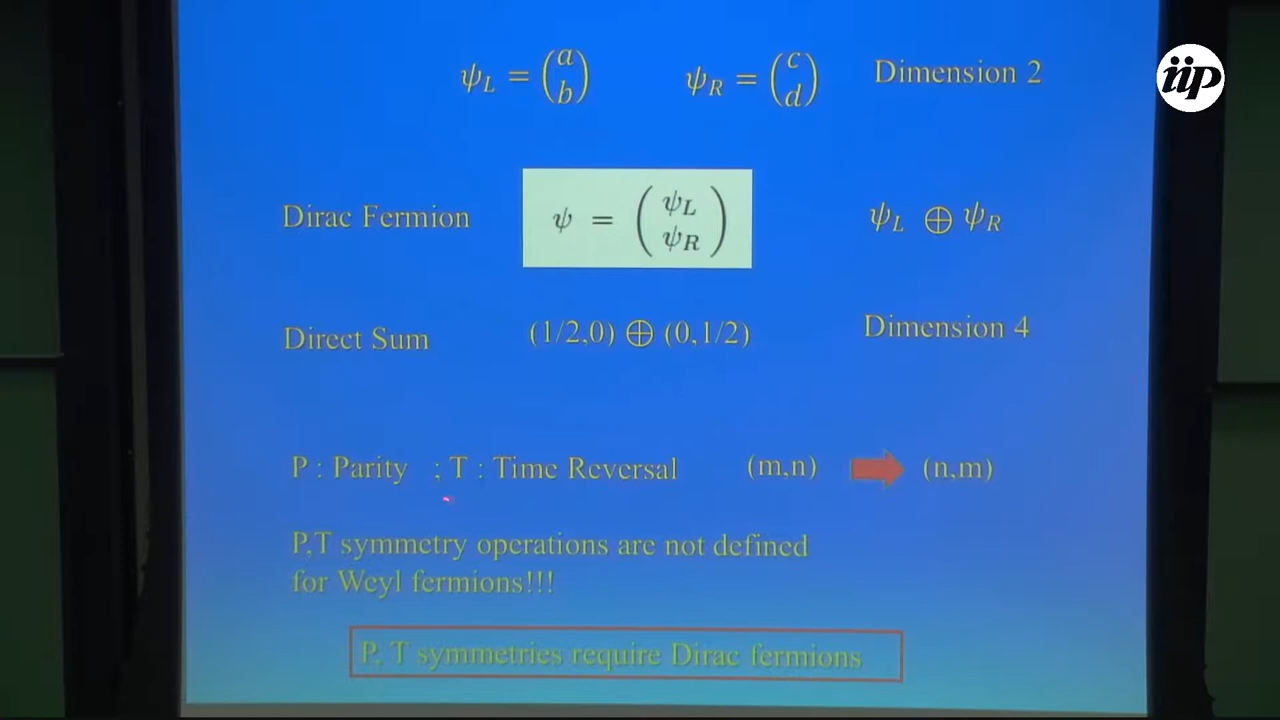 ψ_L = (a b) ψ_R = (c d) Dimension 2
iip
Dirac Fermion ψ = (ψ_L ψ_R) ψ_L ⊕ ψ_R
Direct Sum (1/2,0) ⊕ (0,1/2) Dimension 4
P : Parity ; T : Time Reversal (m,n) (n,m)
P,T symmetry operations are not defined
for Weyl fermions!!!
P, T symmetries require Dirac fermions